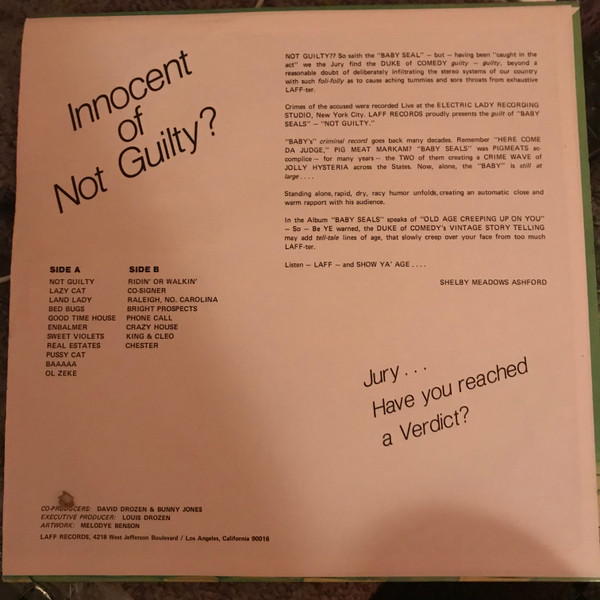 Innocent
of
Not Guilty?
NOT GUILTY?? So saith the "BABY SEAL" — but — having been "caught in the
act" we the Jury find the DUKE of COMEDY guilty — guilty, beyond a
reasonable doubt of deliberately infiltrating the stereo systems of our country
with such foli-folly as to cause aching tummies and sore throats from exhaustive
LAFF-ter.
Crimes of the accused were recorded Live at the ELECTRIC LADY RECORDING
STUDIO, New York City. LAFF RECORDS proudly presents the guilt of "BABY
SEALS" — "NOT GUILTY."
"BABY's" criminal record goes back many decades. Remember "HERE COME
DA JUDGE," PIG MEAT MARKAM? "BABY SEALS" was PIGMEATS ac-
complice — for many years — the TWO of them creating a CRIME WAVE of
JOLLY HYSTERIA across the States. Now, alone, the "BABY" is still at
large....
Standing alone, rapid, dry, racy humor unfolds, creating an automatic close and
warm rapport with his audience.
In the Album "BABY SEALS" speaks of "OLD AGE CREEPING UP ON YOU"
— So — Be YE warned, the DUKE of COMEDY's VINTAGE STORY TELLING
may add tell-tale lines of age, that slowly creep over your face from too much
LAFF-ter.
Listen — LAFF — and SHOW YA' AGE ....
SHELBY MEADOWS ASHFORD
SIDE A
NOT GUILTY
LAZY CAT
LAND LADY
BED BUGS
GOOD TIME HOUSE
ENBALMER
SWEET VIOLETS
REAL ESTATES
PUSSY CAT
BAAAAA
OL ZEKE
SIDE B
RIDIN' OR WALKIN'
CO-SIGNER
RALEIGH, NO. CAROLINA
BRIGHT PROSPECTS
PHONE CALL
CRAZY HOUSE
KING & CLEO
CHESTER
Jury...
Have you reached
a Verdict?
CO-PRODUCERS: DAVID DROZEN & BUNNY JONES
EXECUTIVE PRODUCER: LOUIS DROZEN
ARTWORK: MELODYE BENSON
LAFF RECORDS, 4218 West Jefferson Boulevard / Los Angeles, California 90016